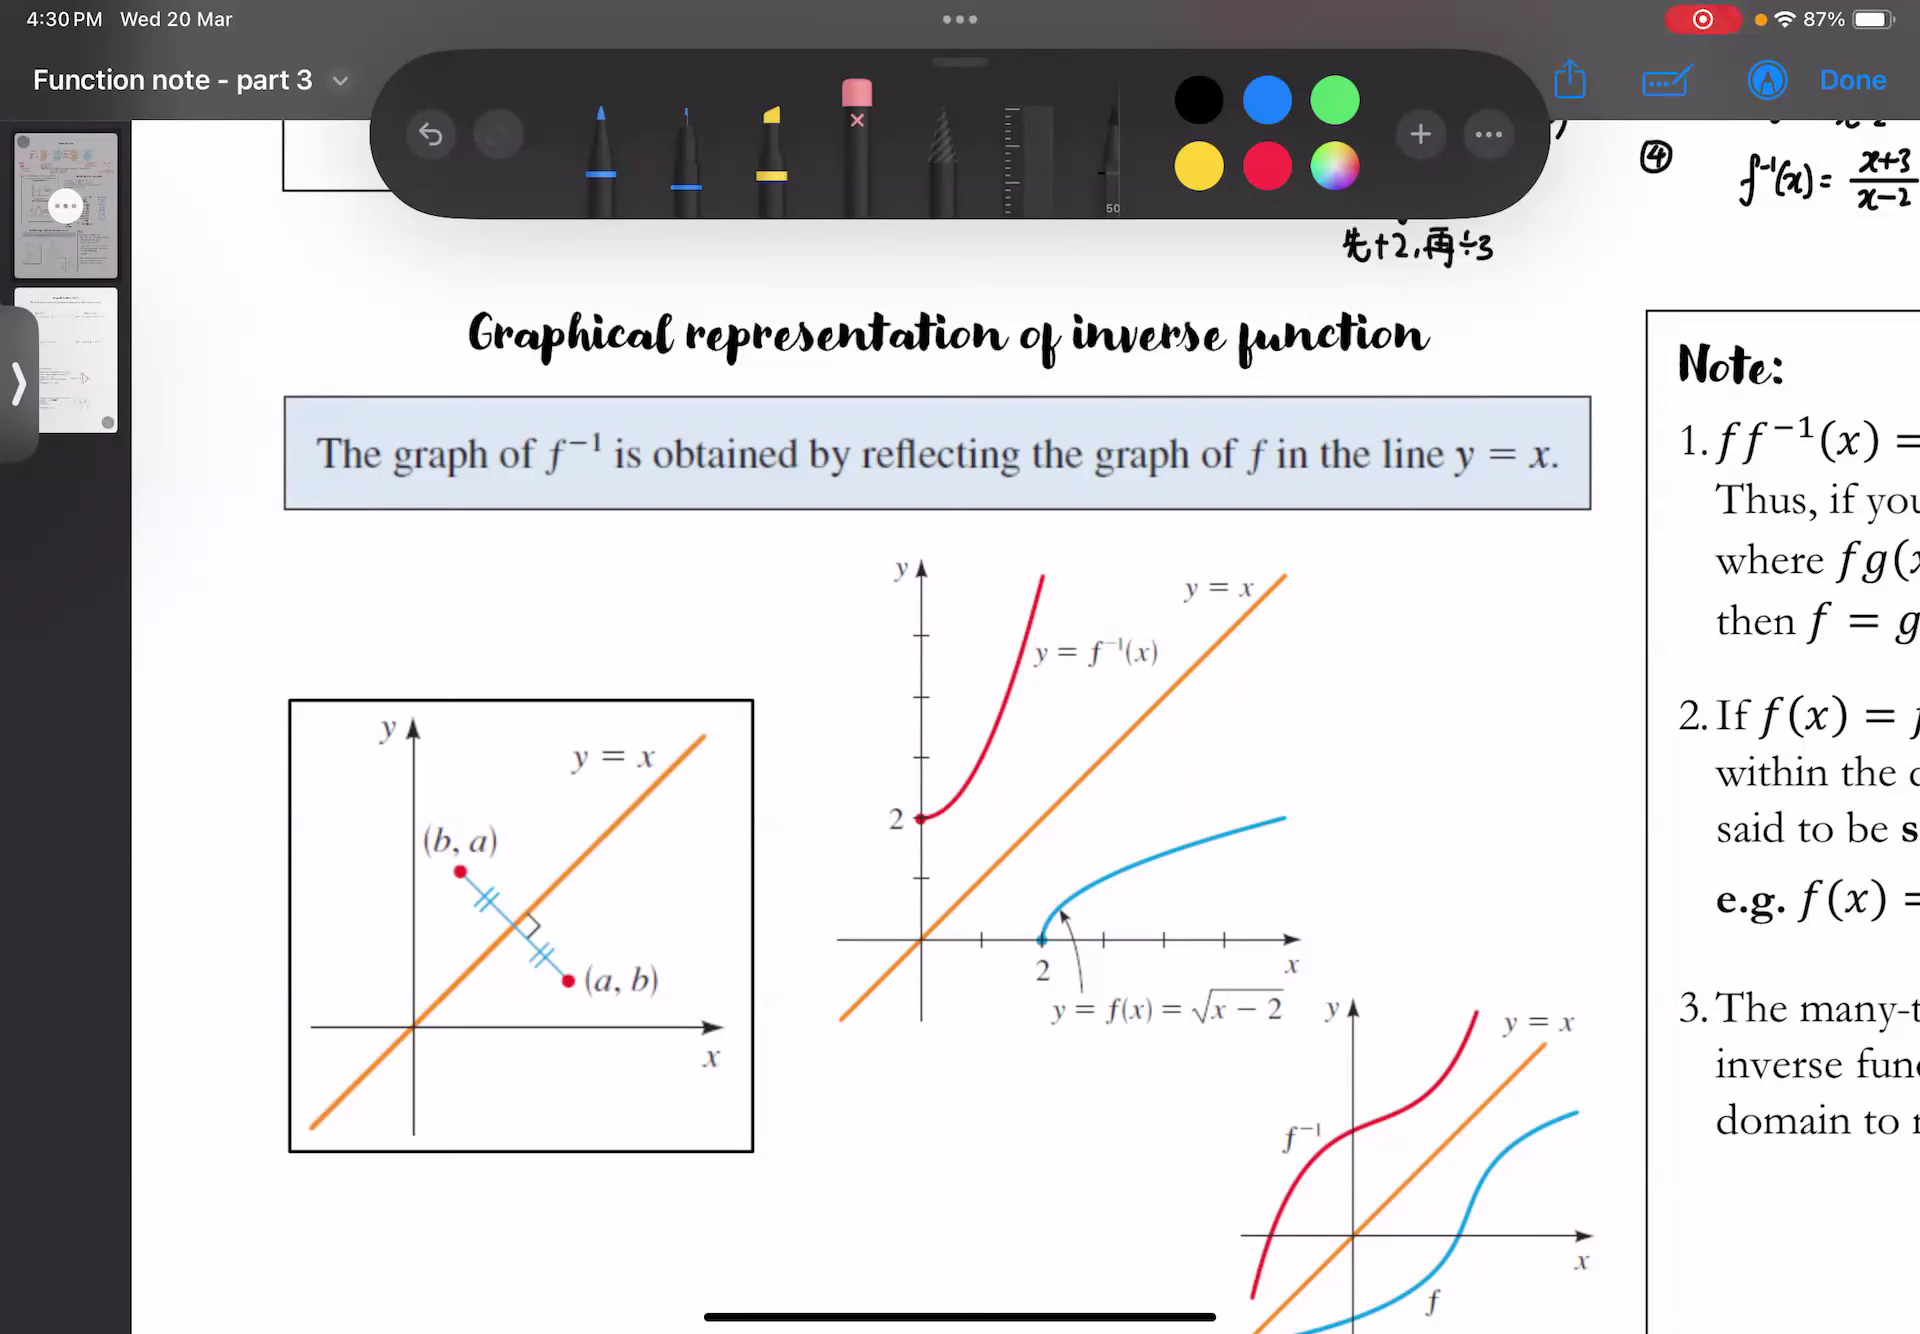 4:30 PM Wed 20 Mar
87%
Function note - part 3
Done
50
④
f⁻¹(x) = x+3 / x−2
先+2,再÷3
Graphical representation of inverse function
The graph of f⁻¹ is obtained by reflecting the graph of f in the line y = x.
y
y = x
(b, a)
(a, b)
x
y
y = x
y = f⁻¹(x)
2
2
x
y = f(x) = √x − 2
y
y = x
f⁻¹
x
f
Note:
1. ff⁻¹(x) =
Thus, if you
where fg(x
then f = g
2. If f(x) =
within the
said to be s
e.g. f(x) =
3. The many-t
inverse func
domain to